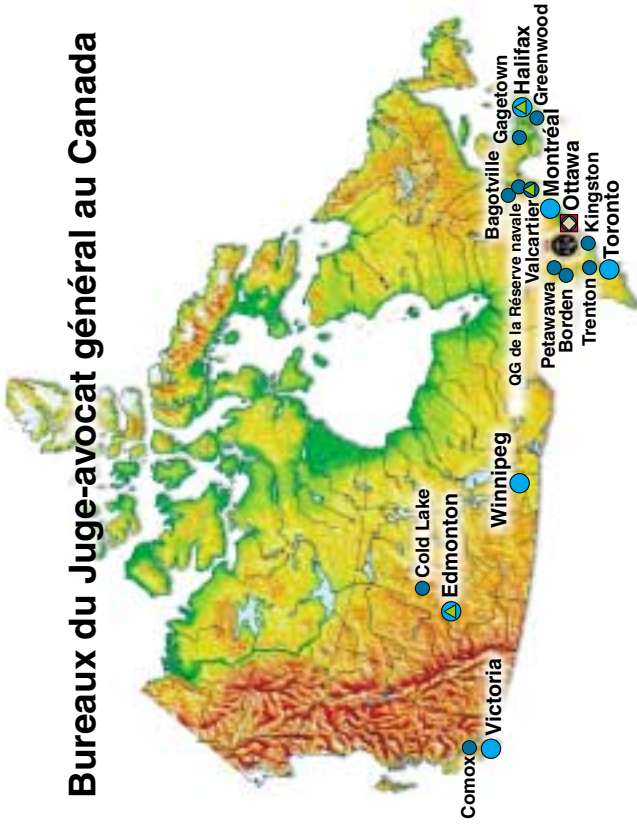 Bureaux du Juge-avocat général au Canada
Comox
Victoria
Cold Lake
Edmonton
Winnipeg
Bagotville
QG de la Réserve navale
Valcartier
Gagetown
Halifax
Greenwood
Montréal
Ottawa
Petawawa
Borden
Kingston
Trenton
Toronto